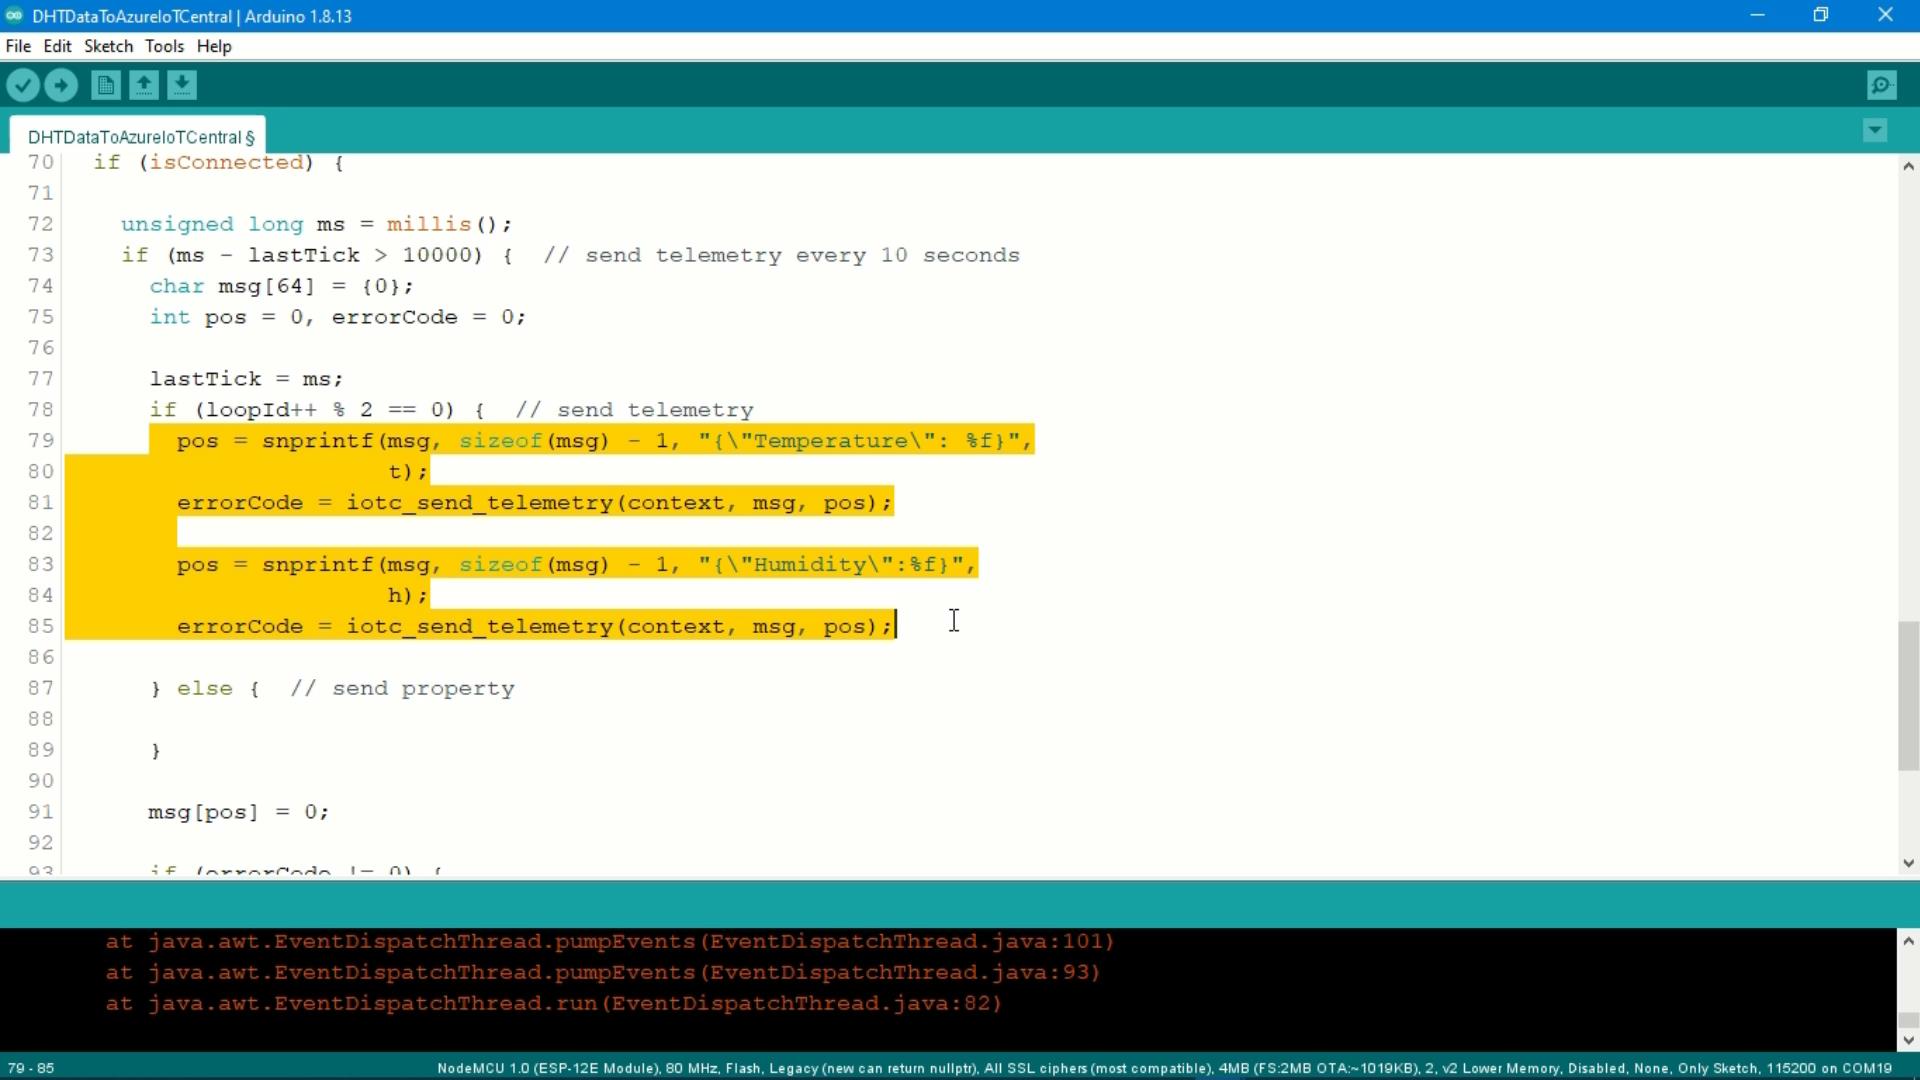 DHTDataToAzureIoTCentral | Arduino 1.8.13
File Edit Sketch Tools Help
DHTDataToAzureIoTCentral §
70 if (isConnected) {
71
72 unsigned long ms = millis();
73 if (ms - lastTick > 10000) { // send telemetry every 10 seconds
74 char msg[64] = {0};
75 int pos = 0, errorCode = 0;
76
77 lastTick = ms;
78 if (loopId++ % 2 == 0) { // send telemetry
79 pos = snprintf(msg, sizeof(msg) - 1, "{\"Temperature\": %f}",
80 t);
81 errorCode = iotc_send_telemetry(context, msg, pos);
82
83 pos = snprintf(msg, sizeof(msg) - 1, "{\"Humidity\":%f}",
84 h);
85 errorCode = iotc_send_telemetry(context, msg, pos);
86
87 } else { // send property
88
89 }
90
91 msg[pos] = 0;
92
93 if (errorCode != 0) {
at java.awt.EventDispatchThread.pumpEvents(EventDispatchThread.java:101)
at java.awt.EventDispatchThread.pumpEvents(EventDispatchThread.java:93)
at java.awt.EventDispatchThread.run(EventDispatchThread.java:82)
79 - 85 NodeMCU 1.0 (ESP-12E Module), 80 MHz, Flash, Legacy (new can return nullptr), All SSL ciphers (most compatible), 4MB (FS:2MB OTA:~1019KB), 2, v2 Lower Memory, Disabled, None, Only Sketch, 115200 on COM19